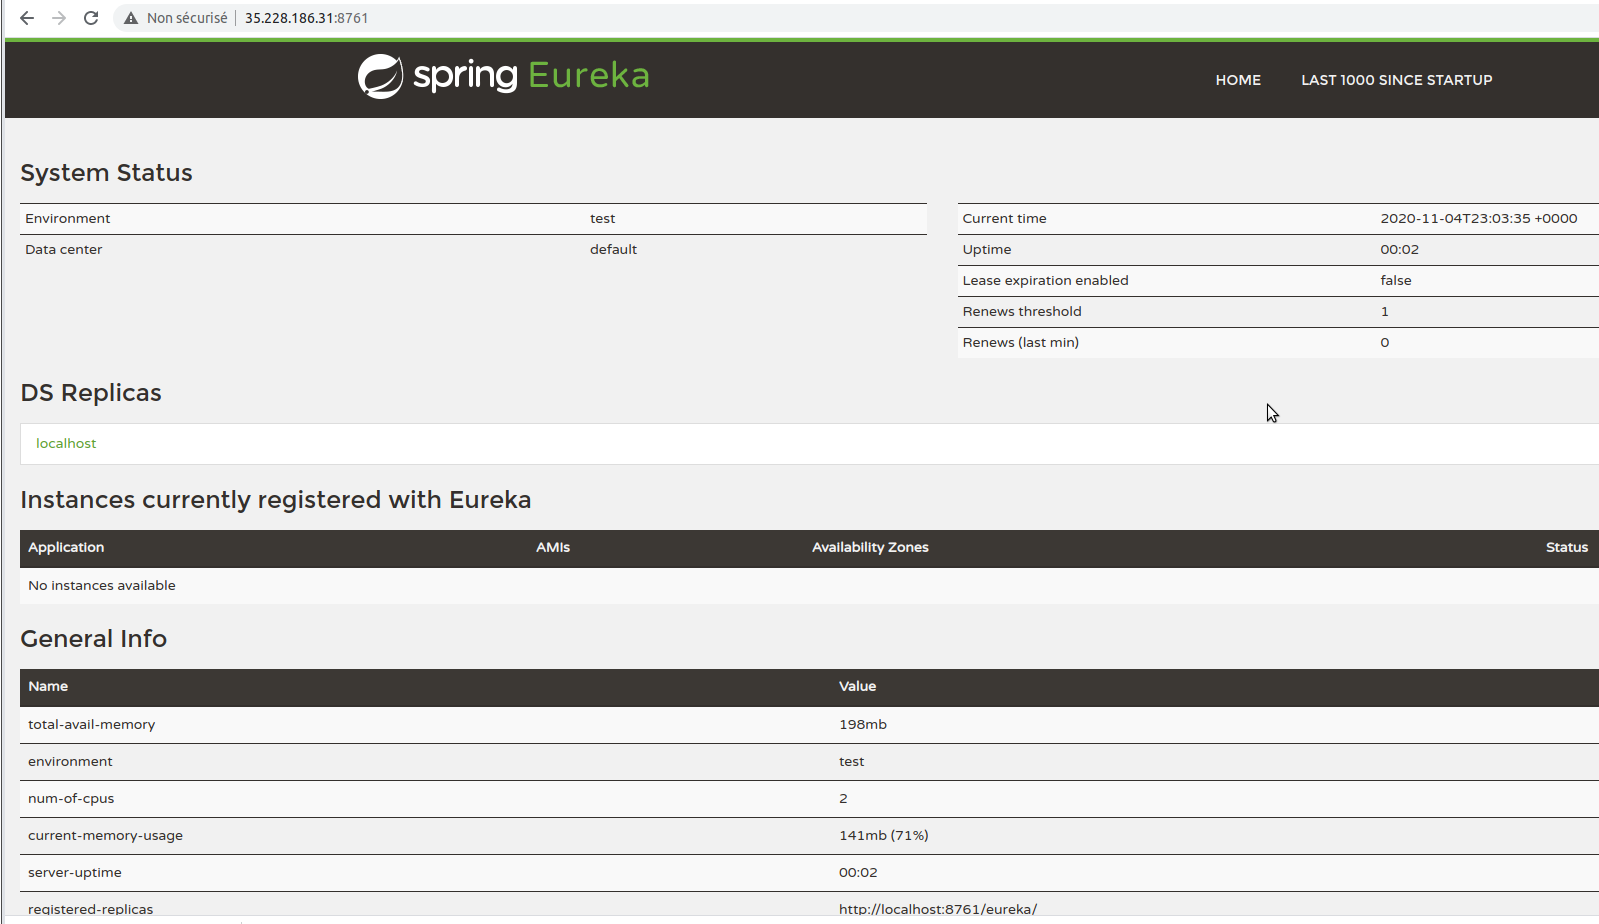 Non sécurisé 35.228.186.31:8761
spring Eureka HOME LAST 1000 SINCE STARTUP
System Status
Environment test
Data center default
Current time 2020-11-04T23:03:35 +0000
Uptime 00:02
Lease expiration enabled false
Renews threshold 1
Renews (last min) 0
DS Replicas
localhost
Instances currently registered with Eureka
Application AMIs Availability Zones Status
No instances available
General Info
Name Value
total-avail-memory 198mb
environment test
num-of-cpus 2
current-memory-usage 141mb (71%)
server-uptime 00:02
registered-replicas http://localhost:8761/eureka/